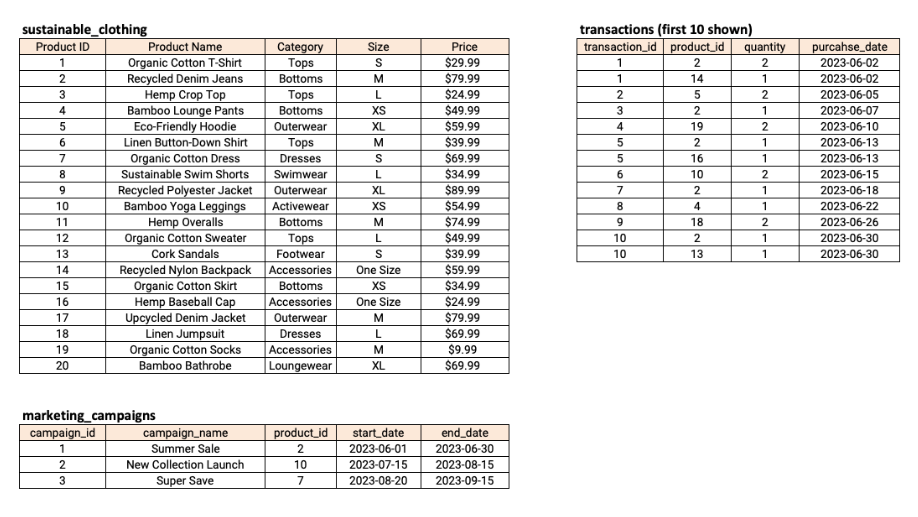 sustainable_clothing
Product ID Product Name Category Size Price
1 Organic Cotton T-Shirt Tops S $29.99
2 Recycled Denim Jeans Bottoms M $79.99
3 Hemp Crop Top Tops L $24.99
4 Bamboo Lounge Pants Bottoms XS $49.99
5 Eco-Friendly Hoodie Outerwear XL $59.99
6 Linen Button-Down Shirt Tops M $39.99
7 Organic Cotton Dress Dresses S $69.99
8 Sustainable Swim Shorts Swimwear L $34.99
9 Recycled Polyester Jacket Outerwear XL $89.99
10 Bamboo Yoga Leggings Activewear XS $54.99
11 Hemp Overalls Bottoms M $74.99
12 Organic Cotton Sweater Tops L $49.99
13 Cork Sandals Footwear S $39.99
14 Recycled Nylon Backpack Accessories One Size $59.99
15 Organic Cotton Skirt Bottoms XS $34.99
16 Hemp Baseball Cap Accessories One Size $24.99
17 Upcycled Denim Jacket Outerwear M $79.99
18 Linen Jumpsuit Dresses L $69.99
19 Organic Cotton Socks Accessories M $9.99
20 Bamboo Bathrobe Loungewear XL $69.99
transactions (first 10 shown)
transaction_id product_id quantity purcahse_date
1 2 2 2023-06-02
1 14 1 2023-06-02
2 5 2 2023-06-05
3 2 1 2023-06-07
4 19 2 2023-06-10
5 2 1 2023-06-13
5 16 1 2023-06-13
6 10 2 2023-06-15
7 2 1 2023-06-18
8 4 1 2023-06-22
9 18 2 2023-06-26
10 2 1 2023-06-30
10 13 1 2023-06-30
marketing_campaigns
campaign_id campaign_name product_id start_date end_date
1 Summer Sale 2 2023-06-01 2023-06-30
2 New Collection Launch 10 2023-07-15 2023-08-15
3 Super Save 7 2023-08-20 2023-09-15